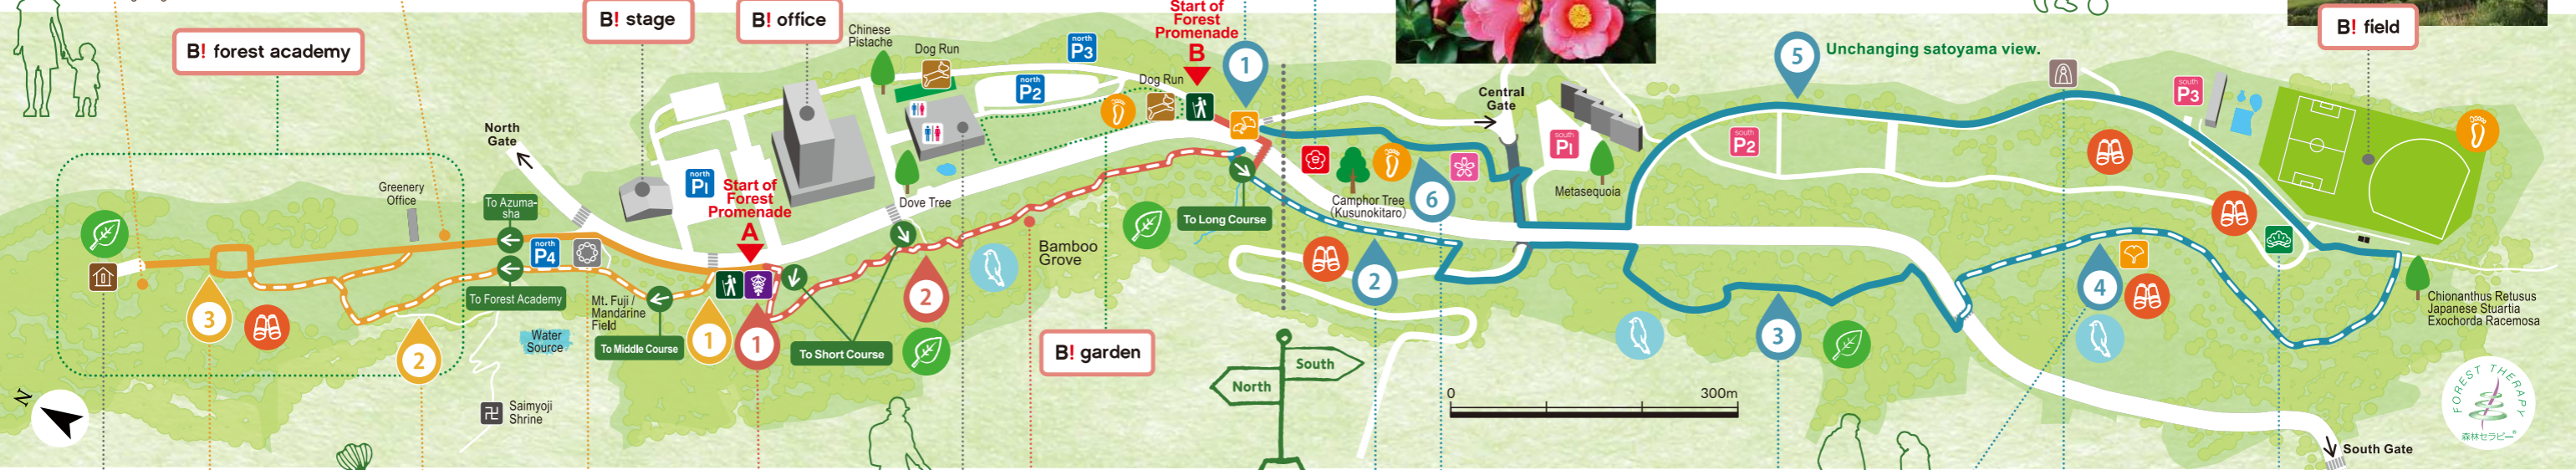 B! forest academy
B! stage
B! office
Start of
Forest
Promenade
B
B! field
Chinese
Pistache
Dog Run
north
P3
north
P2
Dog Run
1
5
Unchanging satoyama view.
south
P3
Central
Gate
North
Gate
south
P1
south
P2
Greenery
Office
north
P1
Start of
Forest
Promenade
A
Dove Tree
Camphor Tree
(Kusunokitaro)
6
Metasequoia
To Azuma-
sha
north
P4
To Long Course
To Forest Academy
Mt. Fuji /
Mandarine
Field
Bamboo
Grove
3
2
Water
Source
To Middle Course
1
1
To Short Course
2
B! garden
2
3
4
Chionanthus Retusus
Japanese Stuartia
Exochorda Racemosa
N
卍
Saimyoji
Shrine
South
North
0
300m
FOREST THERAPY
森林セラピー®
South Gate